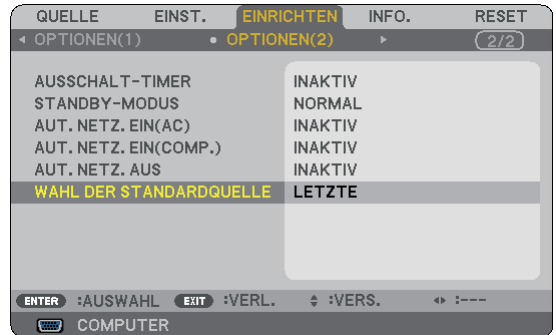 QUELLE EINST. EINRICHTEN INFO. RESET
◂ OPTIONEN(1) • OPTIONEN(2) ▸ 2/2
AUSSCHALT-TIMER INAKTIV
STANDBY-MODUS NORMAL
AUT. NETZ. EIN(AC) INAKTIV
AUT. NETZ. EIN(COMP.) INAKTIV
AUT. NETZ. AUS INAKTIV
WAHL DER STANDARDQUELLE LETZTE
ENTER :AUSWAHL EXIT :VERL. ♦ :VERS. ◂▸ :---
COMPUTER